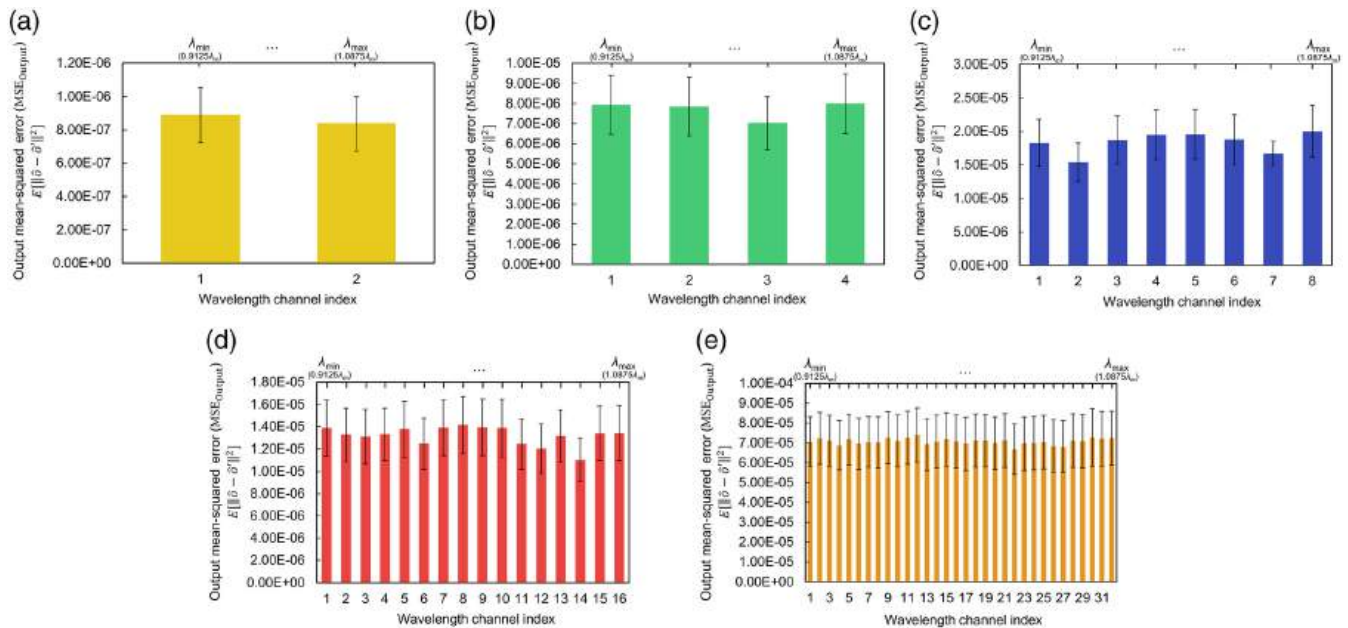 (a)
λmin
(0.9125λm)
...
λmax
(1.0875λm)
Output mean-squared error (MSEOutput)
E[‖ô − ô′‖²]
1.20E-06
1.00E-06
8.00E-07
6.00E-07
4.00E-07
2.00E-07
0.00E+00
1 2
Wavelength channel index
(b)
λmin
(0.9125λm)
...
λmax
(1.0875λm)
Output mean-squared error (MSEOutput)
E[‖ô − ô′‖²]
1.00E-05
9.00E-06
8.00E-06
7.00E-06
6.00E-06
5.00E-06
4.00E-06
3.00E-06
2.00E-06
1.00E-06
0.00E+00
1 2 3 4
Wavelength channel index
(c)
λmin
(0.9125λm)
...
λmax
(1.0875λm)
Output mean-squared error (MSEOutput)
E[‖ô − ô′‖²]
3.00E-05
2.50E-05
2.00E-05
1.50E-05
1.00E-05
5.00E-06
0.00E+00
1 2 3 4 5 6 7 8
Wavelength channel index
(d)
λmin
(0.9125λm)
...
λmax
(1.0875λm)
Output mean-squared error (MSEOutput)
E[‖ô − ô′‖²]
1.80E-05
1.60E-05
1.40E-05
1.20E-05
1.00E-05
8.00E-06
6.00E-06
4.00E-06
2.00E-06
0.00E+00
1 2 3 4 5 6 7 8 9 10 11 12 13 14 15 16
Wavelength channel index
(e)
λmin
(0.9125λm)
...
λmax
(1.0875λm)
Output mean-squared error (MSEOutput)
E[‖ô − ô′‖²]
1.00E-04
9.00E-05
8.00E-05
7.00E-05
6.00E-05
5.00E-05
4.00E-05
3.00E-05
2.00E-05
1.00E-05
0.00E+00
1 3 5 7 9 11 13 15 17 19 21 23 25 27 29 31
Wavelength channel index